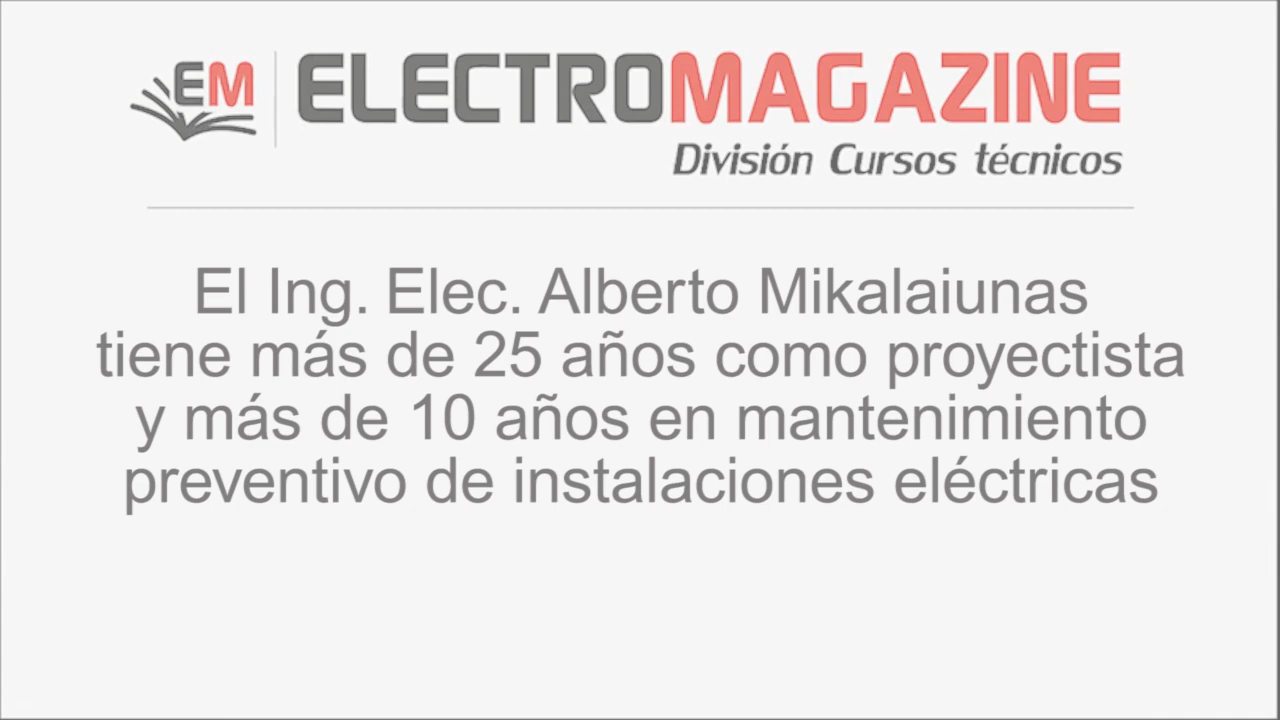 EM
ELECTROMAGAZINE
División Cursos técnicos
El Ing. Elec. Alberto Mikalaiunas
tiene más de 25 años como proyectista
y más de 10 años en mantenimiento
preventivo de instalaciones eléctricas